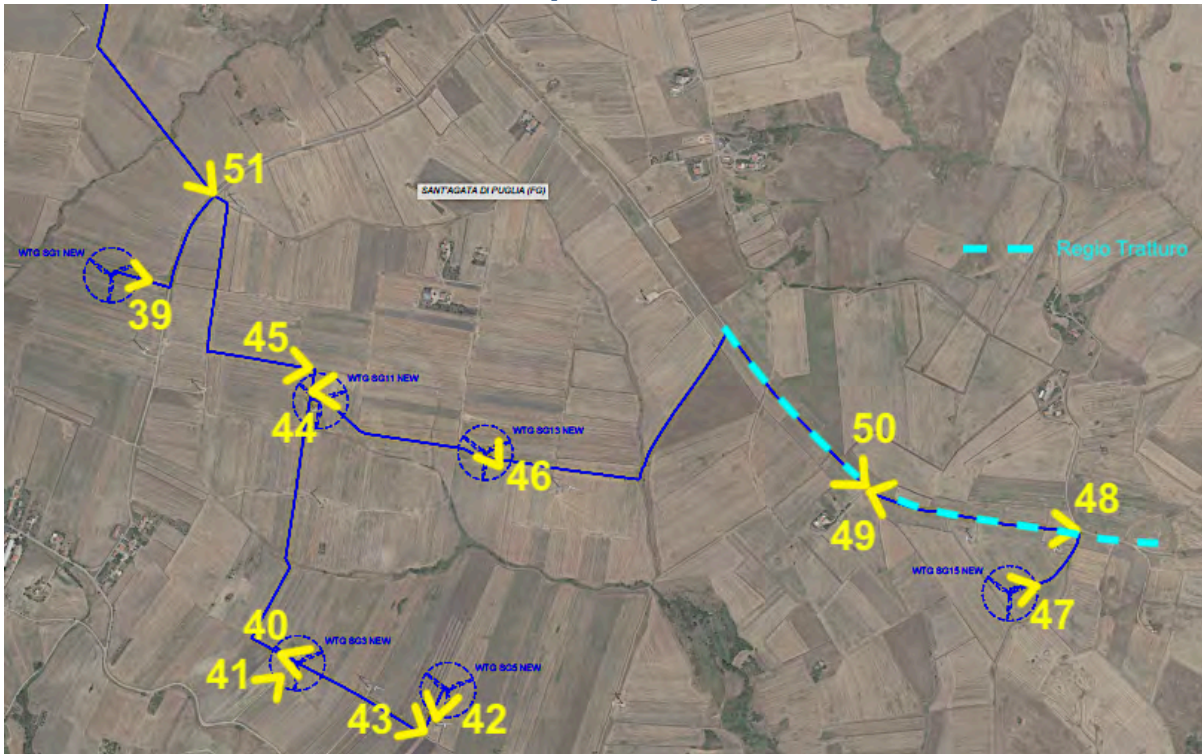 51
SANT'AGATA DI PUGLIA (FG)
WTG SG1 NEW
Regio Tratturo
39
45
WTG SG11 NEW
44
WTG SG13 NEW
46
50
49
48
WTG SG15 NEW
47
40
WTG SG3 NEW
41
WTG SG5 NEW
43
42